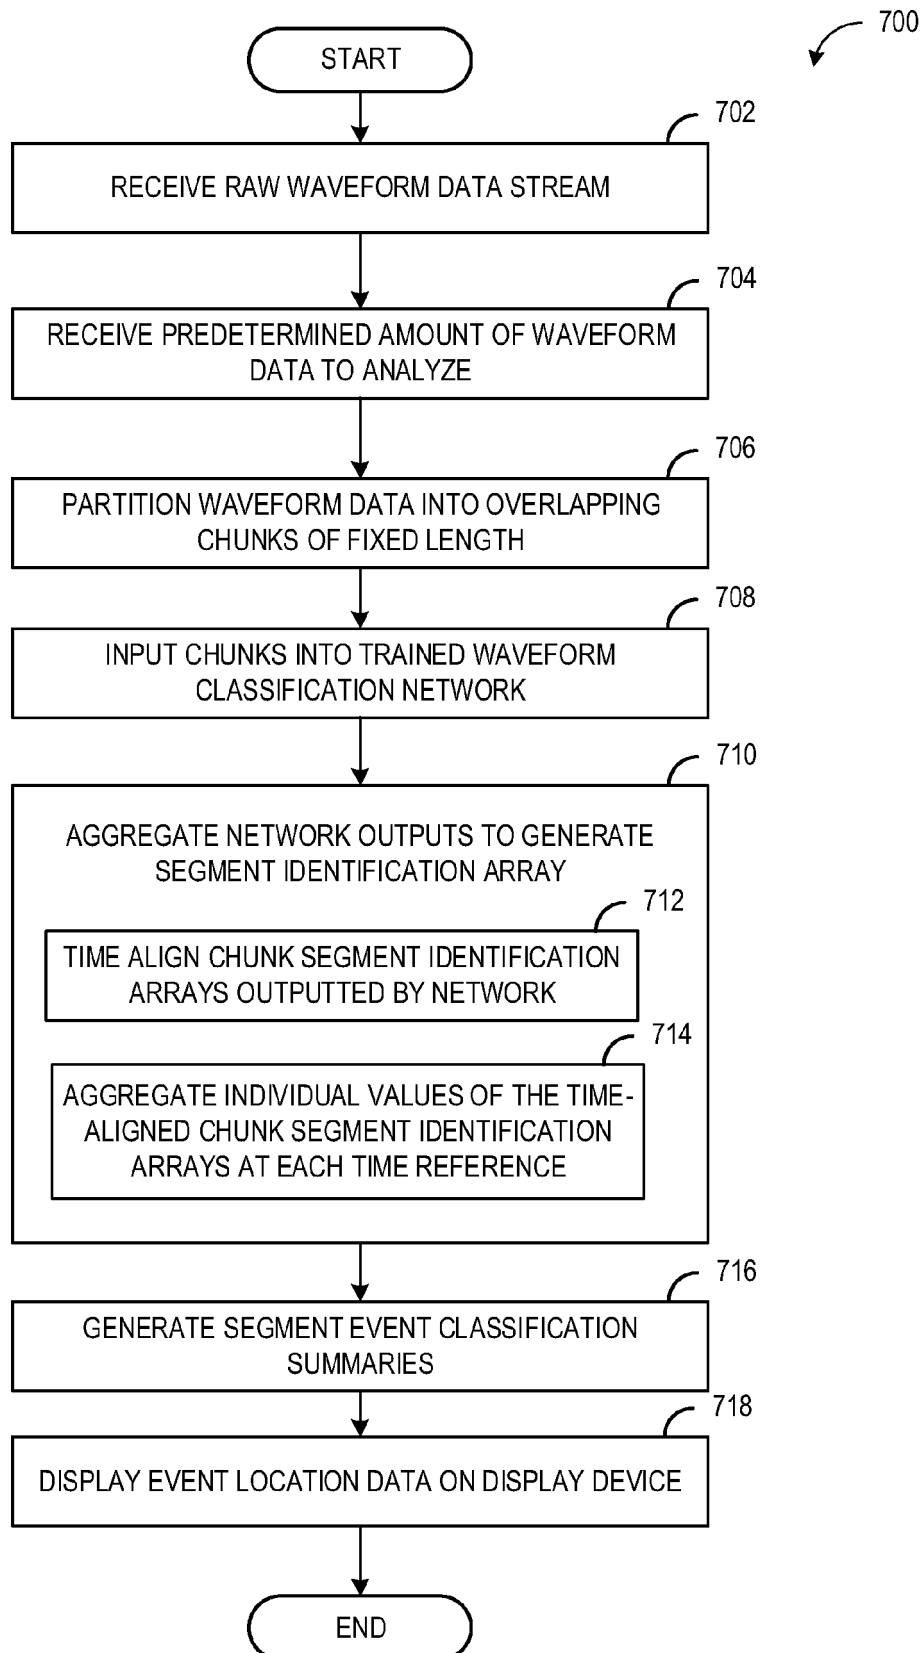 700
START
702
RECEIVE RAW WAVEFORM DATA STREAM
704
RECEIVE PREDETERMINED AMOUNT OF WAVEFORM
DATA TO ANALYZE
706
PARTITION WAVEFORM DATA INTO OVERLAPPING
CHUNKS OF FIXED LENGTH
708
INPUT CHUNKS INTO TRAINED WAVEFORM
CLASSIFICATION NETWORK
710
AGGREGATE NETWORK OUTPUTS TO GENERATE
SEGMENT IDENTIFICATION ARRAY
712
TIME ALIGN CHUNK SEGMENT IDENTIFICATION
ARRAYS OUTPUTTED BY NETWORK
714
AGGREGATE INDIVIDUAL VALUES OF THE TIME-
ALIGNED CHUNK SEGMENT IDENTIFICATION
ARRAYS AT EACH TIME REFERENCE
716
GENERATE SEGMENT EVENT CLASSIFICATION
SUMMARIES
718
DISPLAY EVENT LOCATION DATA ON DISPLAY DEVICE
END